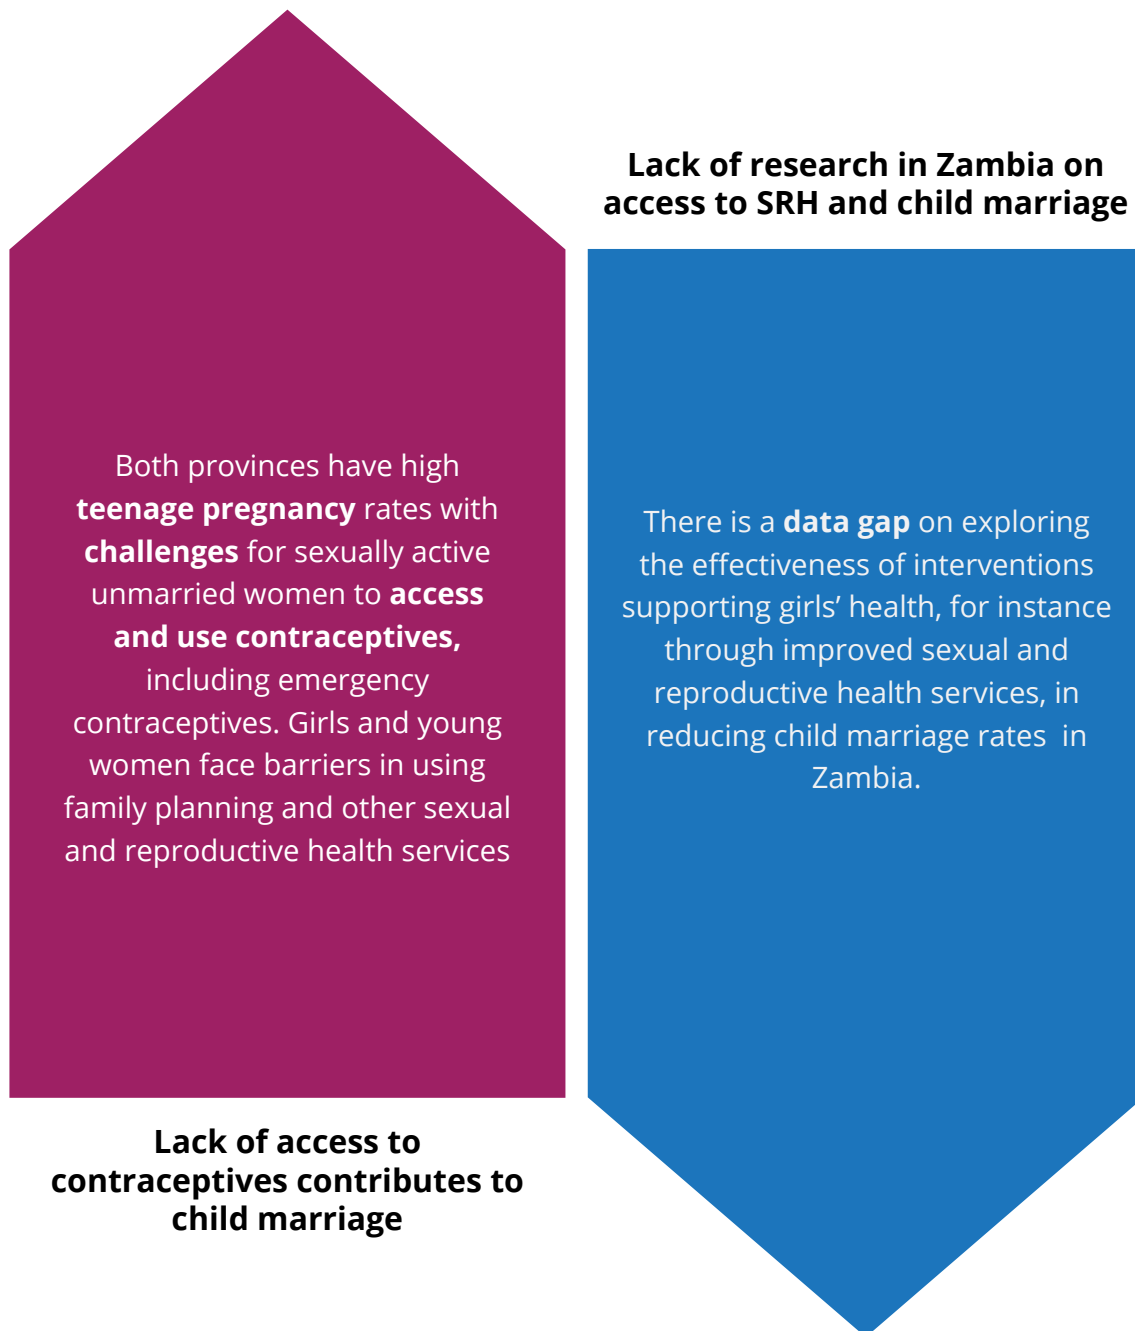 Both provinces have high
teenage pregnancy rates with
challenges for sexually active
unmarried women to access
and use contraceptives,
including emergency
contraceptives. Girls and young
women face barriers in using
family planning and other sexual
and reproductive health services
Lack of access to
contraceptives contributes to
child marriage
Lack of research in Zambia on
access to SRH and child marriage
There is a data gap on exploring
the effectiveness of interventions
supporting girls’ health, for instance
through improved sexual and
reproductive health services, in
reducing child marriage rates  in
Zambia.